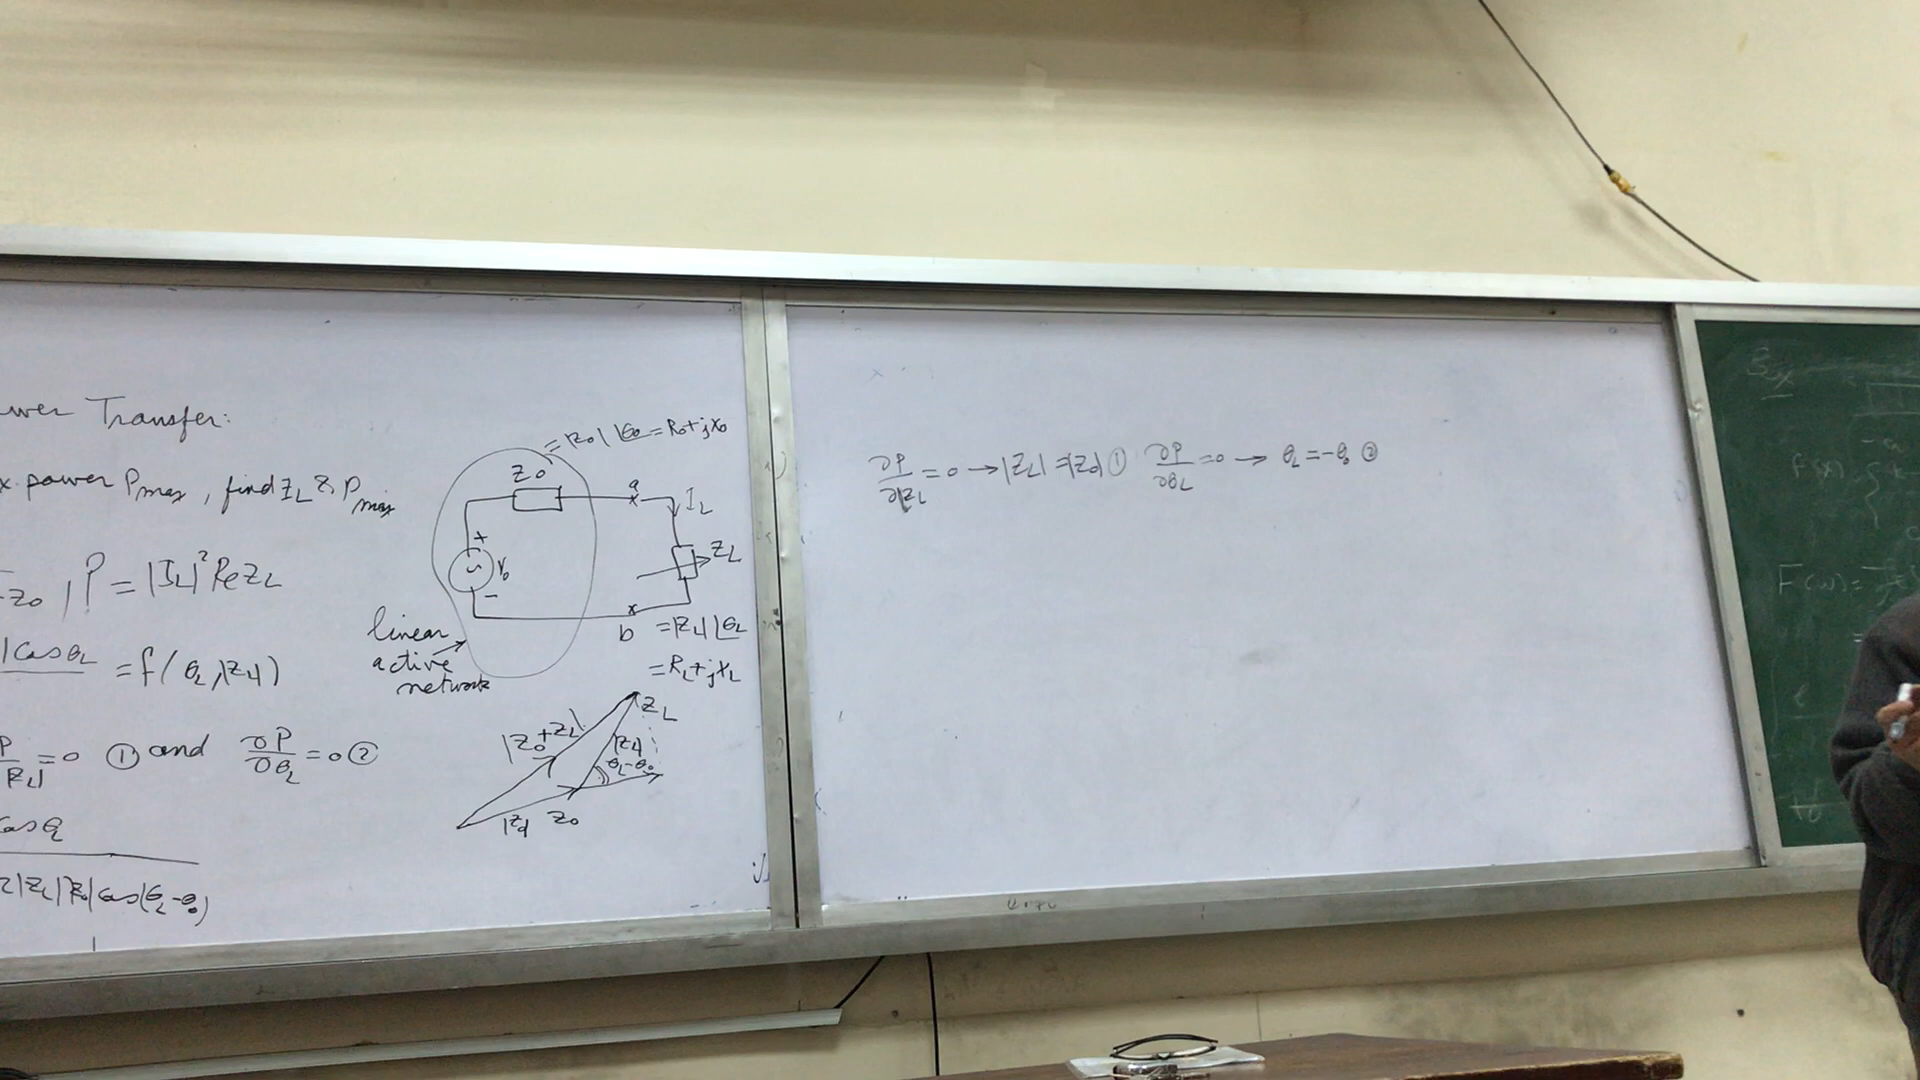 wer Transfer:
x. power Pmax, find ZL & Pmax
Z0, P = |IL|² Re ZL
|Cos θL = f(θL, |ZL|)
∂P/∂|ZL| = 0 ① and ∂P/∂θL = 0 ②
Cos θL
2|ZL||Z0|Cos(θL-θ0)
= |Z0| ∠θ0 = R0 + jX0
Z0
a
IL
+
V0
-
ZL
b
= |ZL| ∠θL
= RL + jXL
linear
active
network
ZL
|Z0+ZL|
|ZL|
θL-θ0
|Z0| Z0
∂P/∂|ZL| = 0 → |ZL| = |Z0| ① ∂P/∂θL = 0 → θL = -θ0 ②
Ex
f(x)
F(ω) =